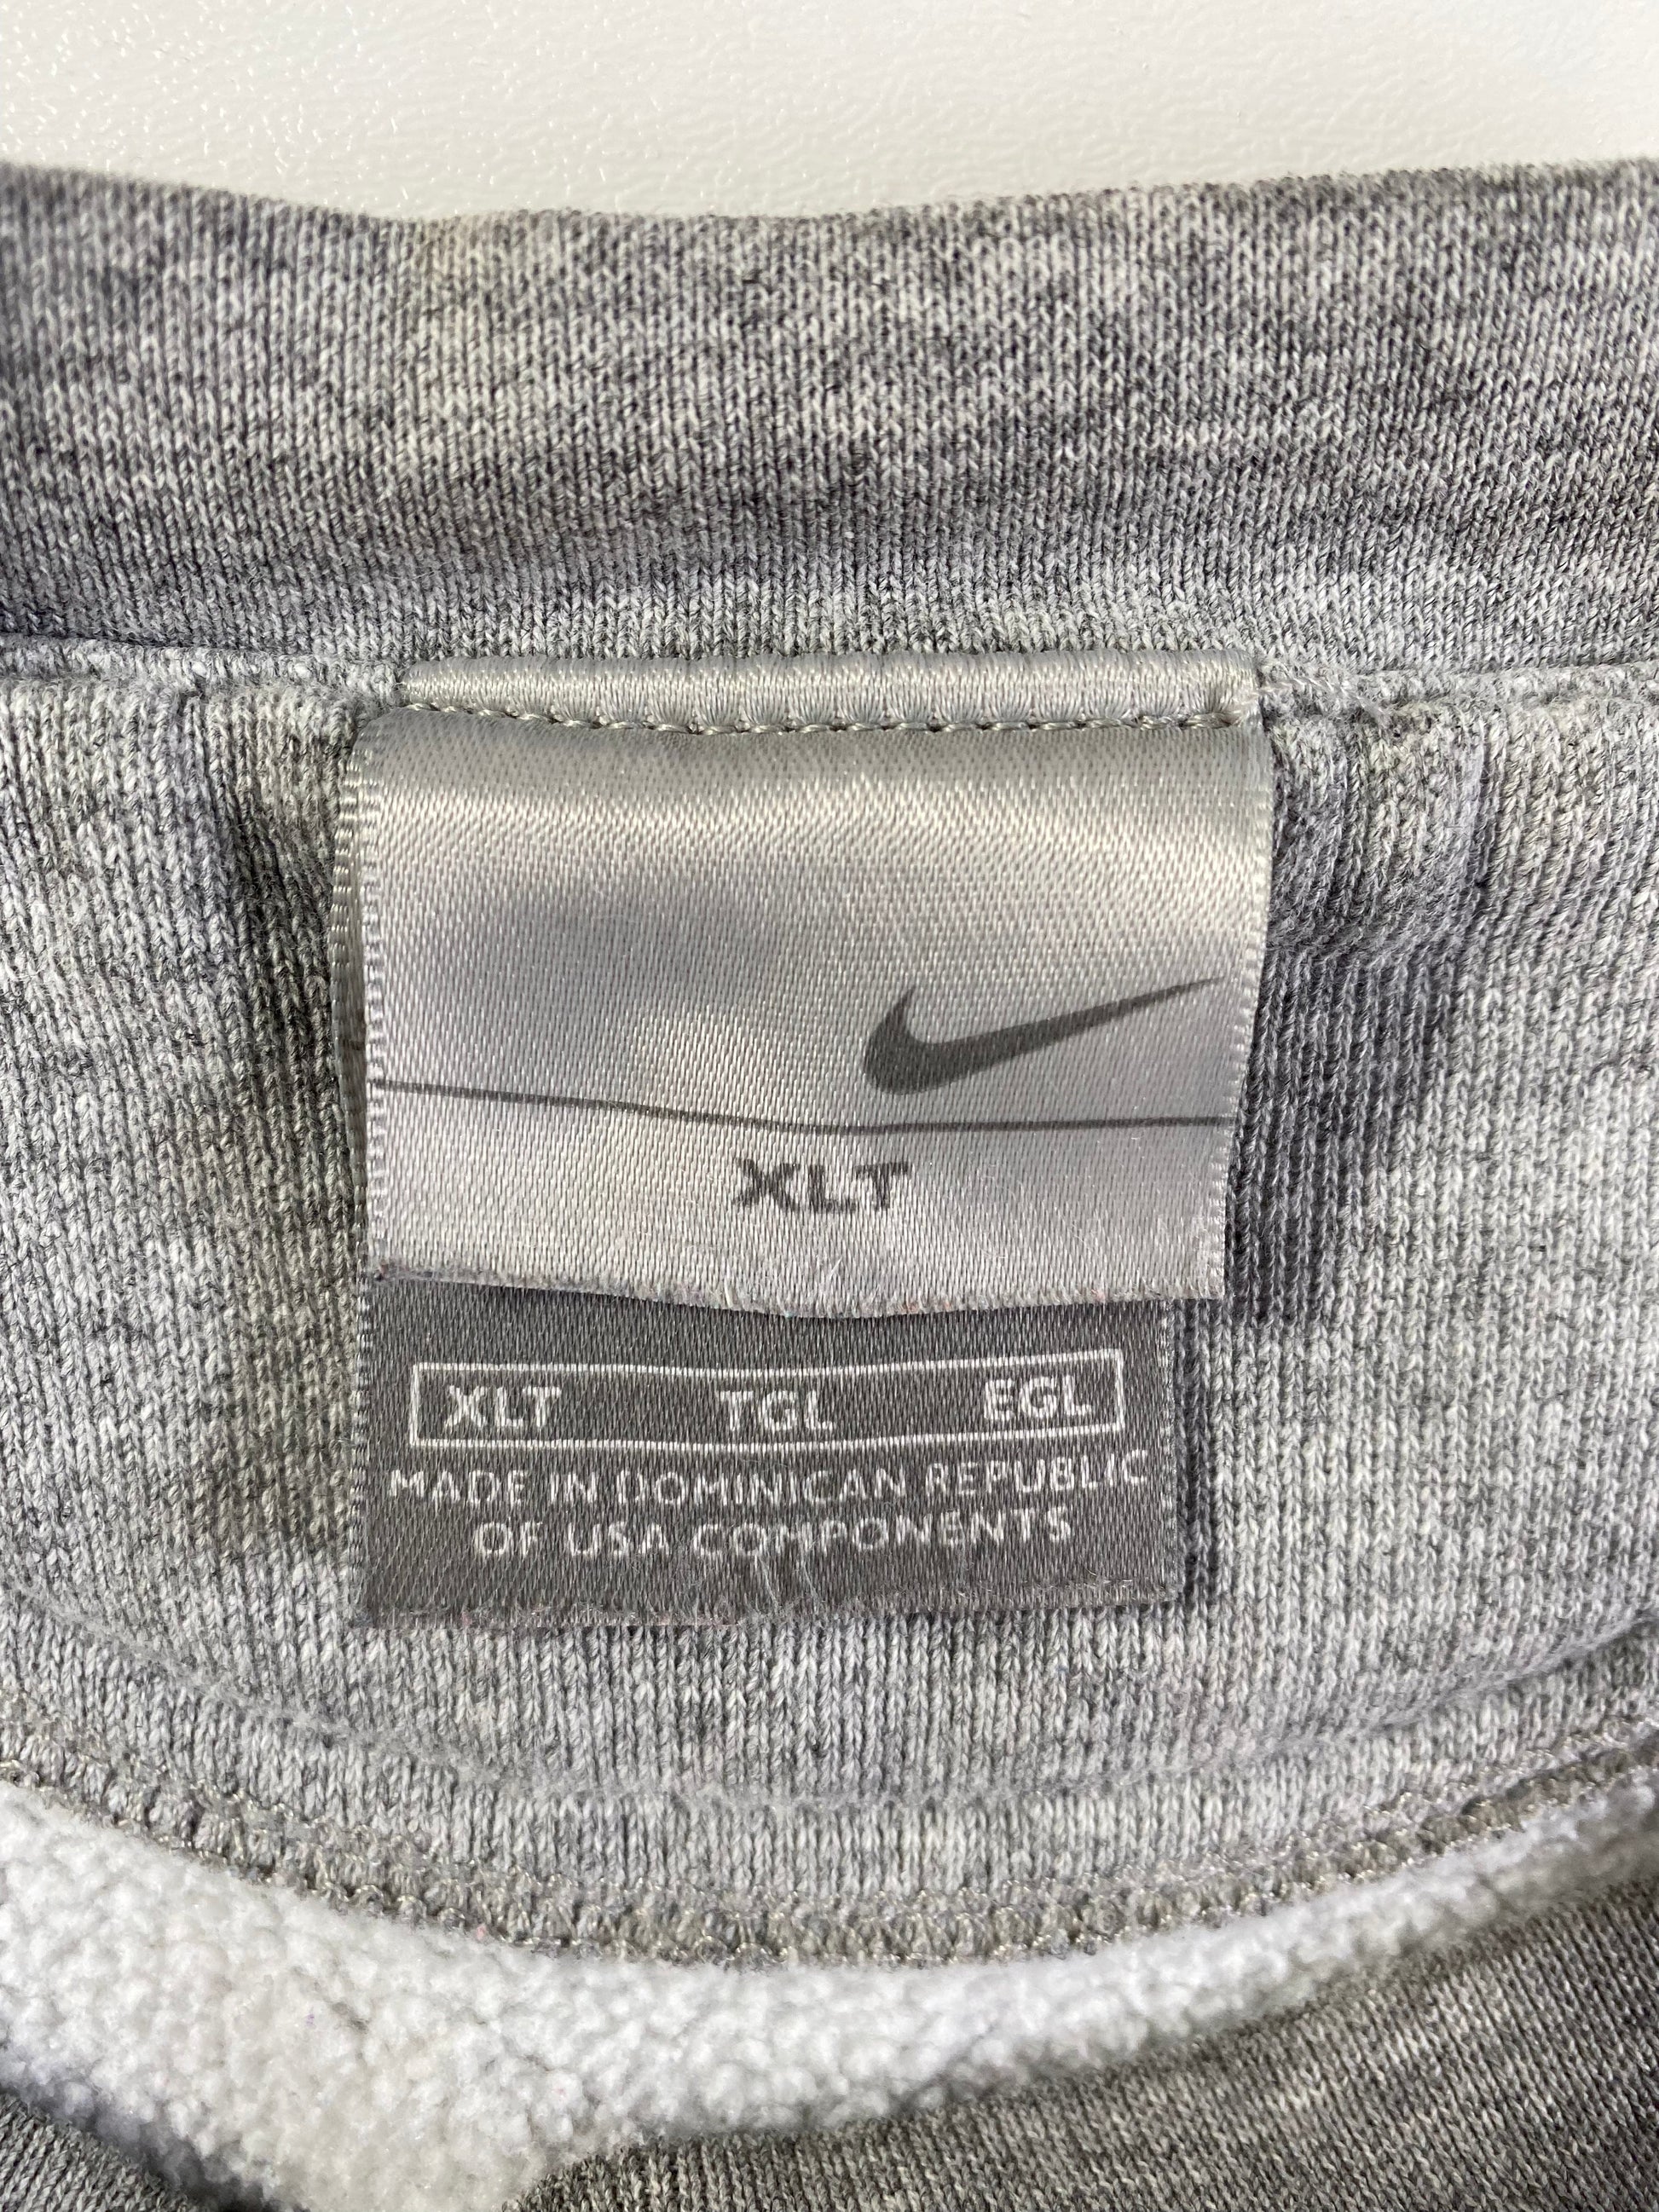 XLT
XLT TGL EGL
MADE IN DOMINICAN REPUBLIC
OF USA COMPONENTS